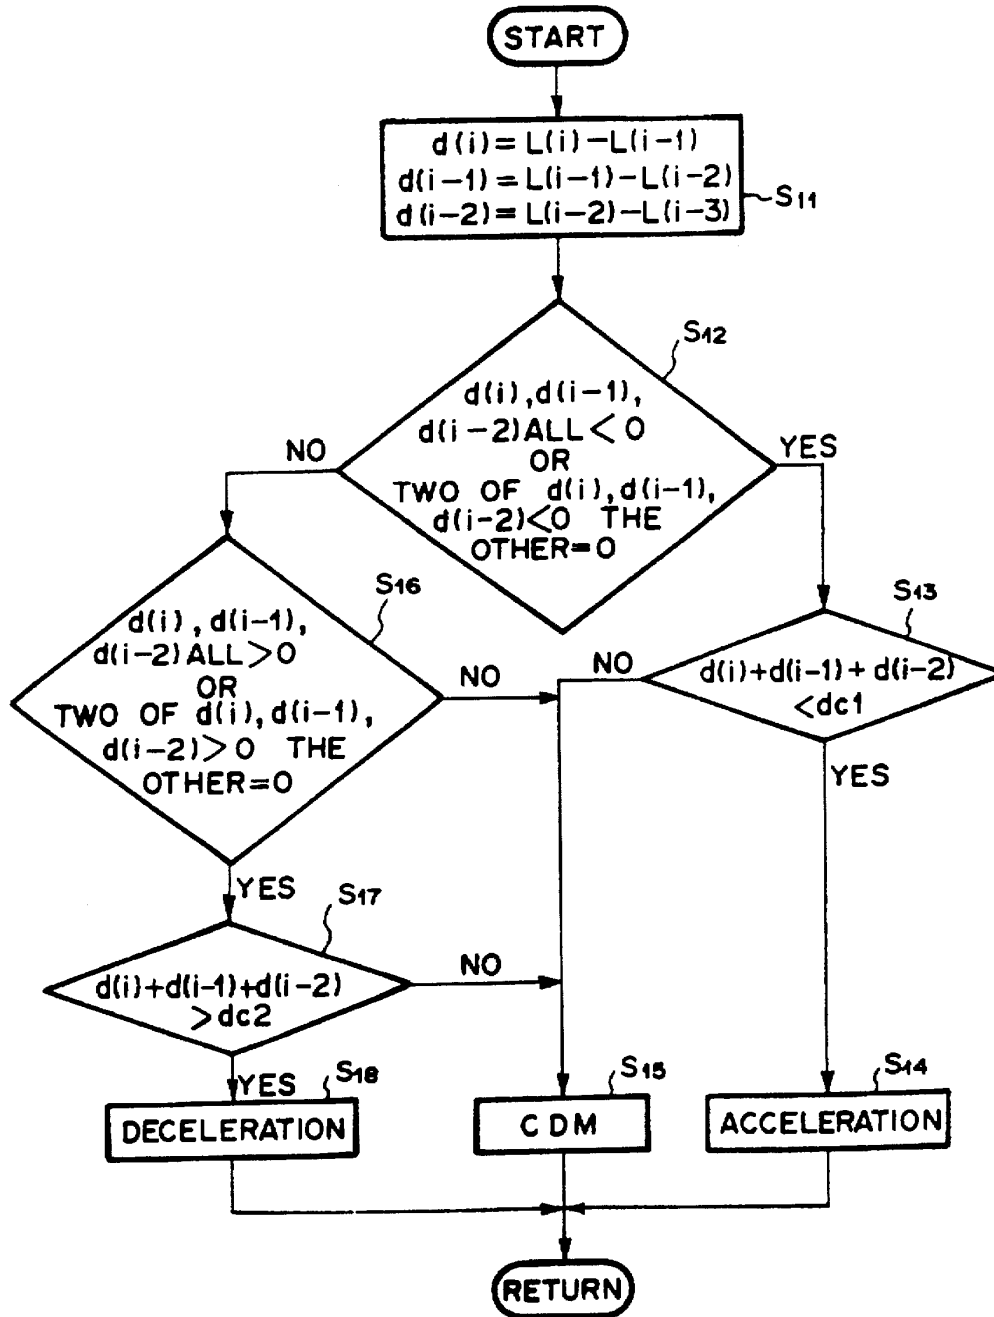 START
d(i)=L(i)-L(i-1)
d(i-1)=L(i-1)-L(i-2)
d(i-2)=L(i-2)-L(i-3)
S11
S12
d(i),d(i-1),
d(i-2)ALL<0
OR
TWO OF d(i),d(i-1),
d(i-2)<0 THE
OTHER=0
NO
YES
S16
d(i),d(i-1),
d(i-2)ALL>0
OR
TWO OF d(i),d(i-1),
d(i-2)>0 THE
OTHER=0
NO
S13
d(i)+d(i-1)+d(i-2)
<dc1
NO
YES
YES
S17
d(i)+d(i-1)+d(i-2)
>dc2
NO
YES
S18
DECELERATION
S15
CDM
S14
ACCELERATION
RETURN